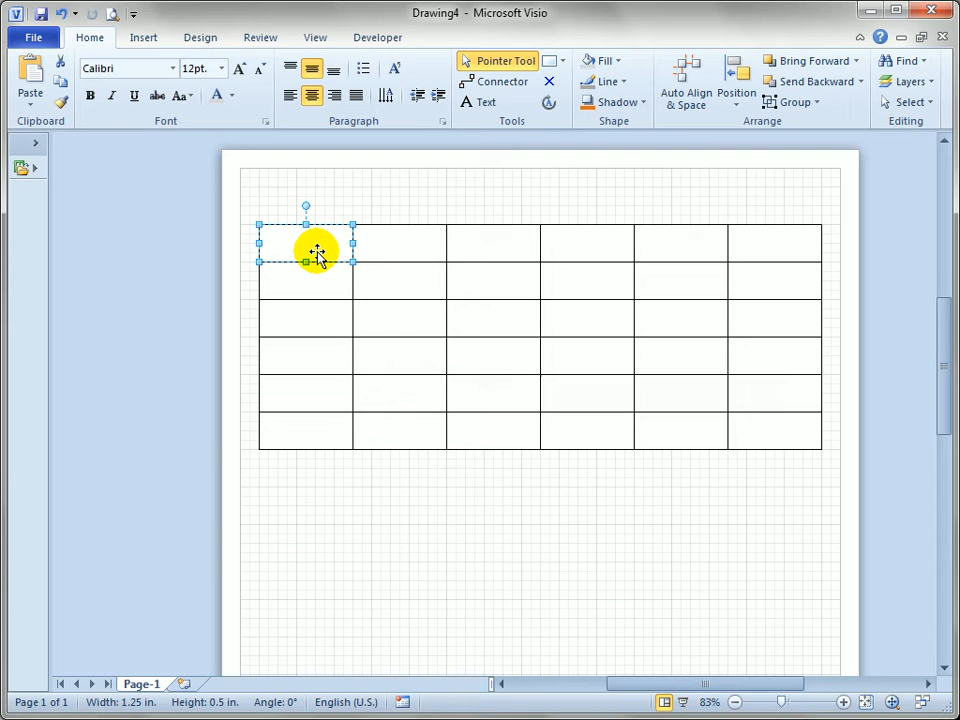 Drawing4 - Microsoft Visio
File Home Insert Design Review View Developer
Calibri 12pt. A A A Pointer Tool Fill Auto Align & Space Position Bring Forward Find
Paste Connector Line Send Backward Layers
B I U abc Aa A A Text Shadow Group Select
Clipboard Font Paragraph Tools Shape Arrange Editing
Page-1
Page 1 of 1 Width: 1.25 in. Height: 0.5 in. Angle: 0° English (U.S.) 83%